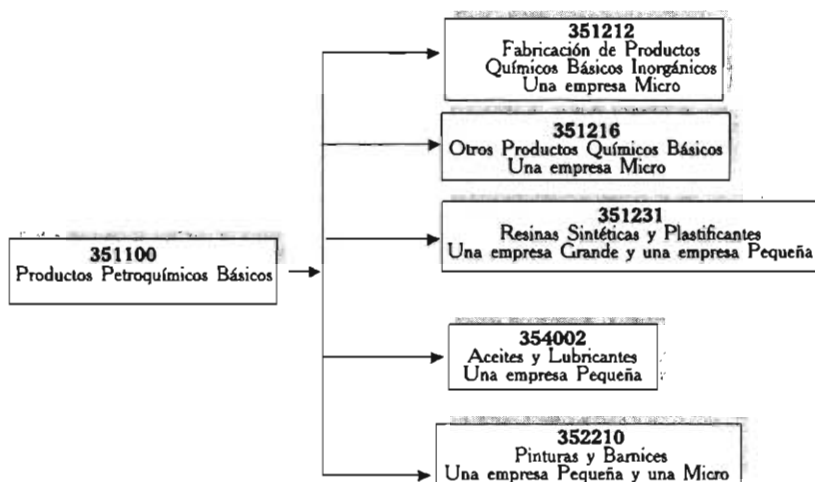 351212
Fabricación de Productos
Químicos Básicos Inorgánicos
Una empresa Micro
351216
Otros Productos Químicos Básicos
Una empresa Micro
351231
Resinas Sintéticas y Plastificantes
Una empresa Grande y una empresa Pequeña
351100
Productos Petroquímicos Básicos
354002
Aceites y Lubricantes
Una empresa Pequeña
352210
Pinturas y Barnices
Una empresa Pequeña y una Micro